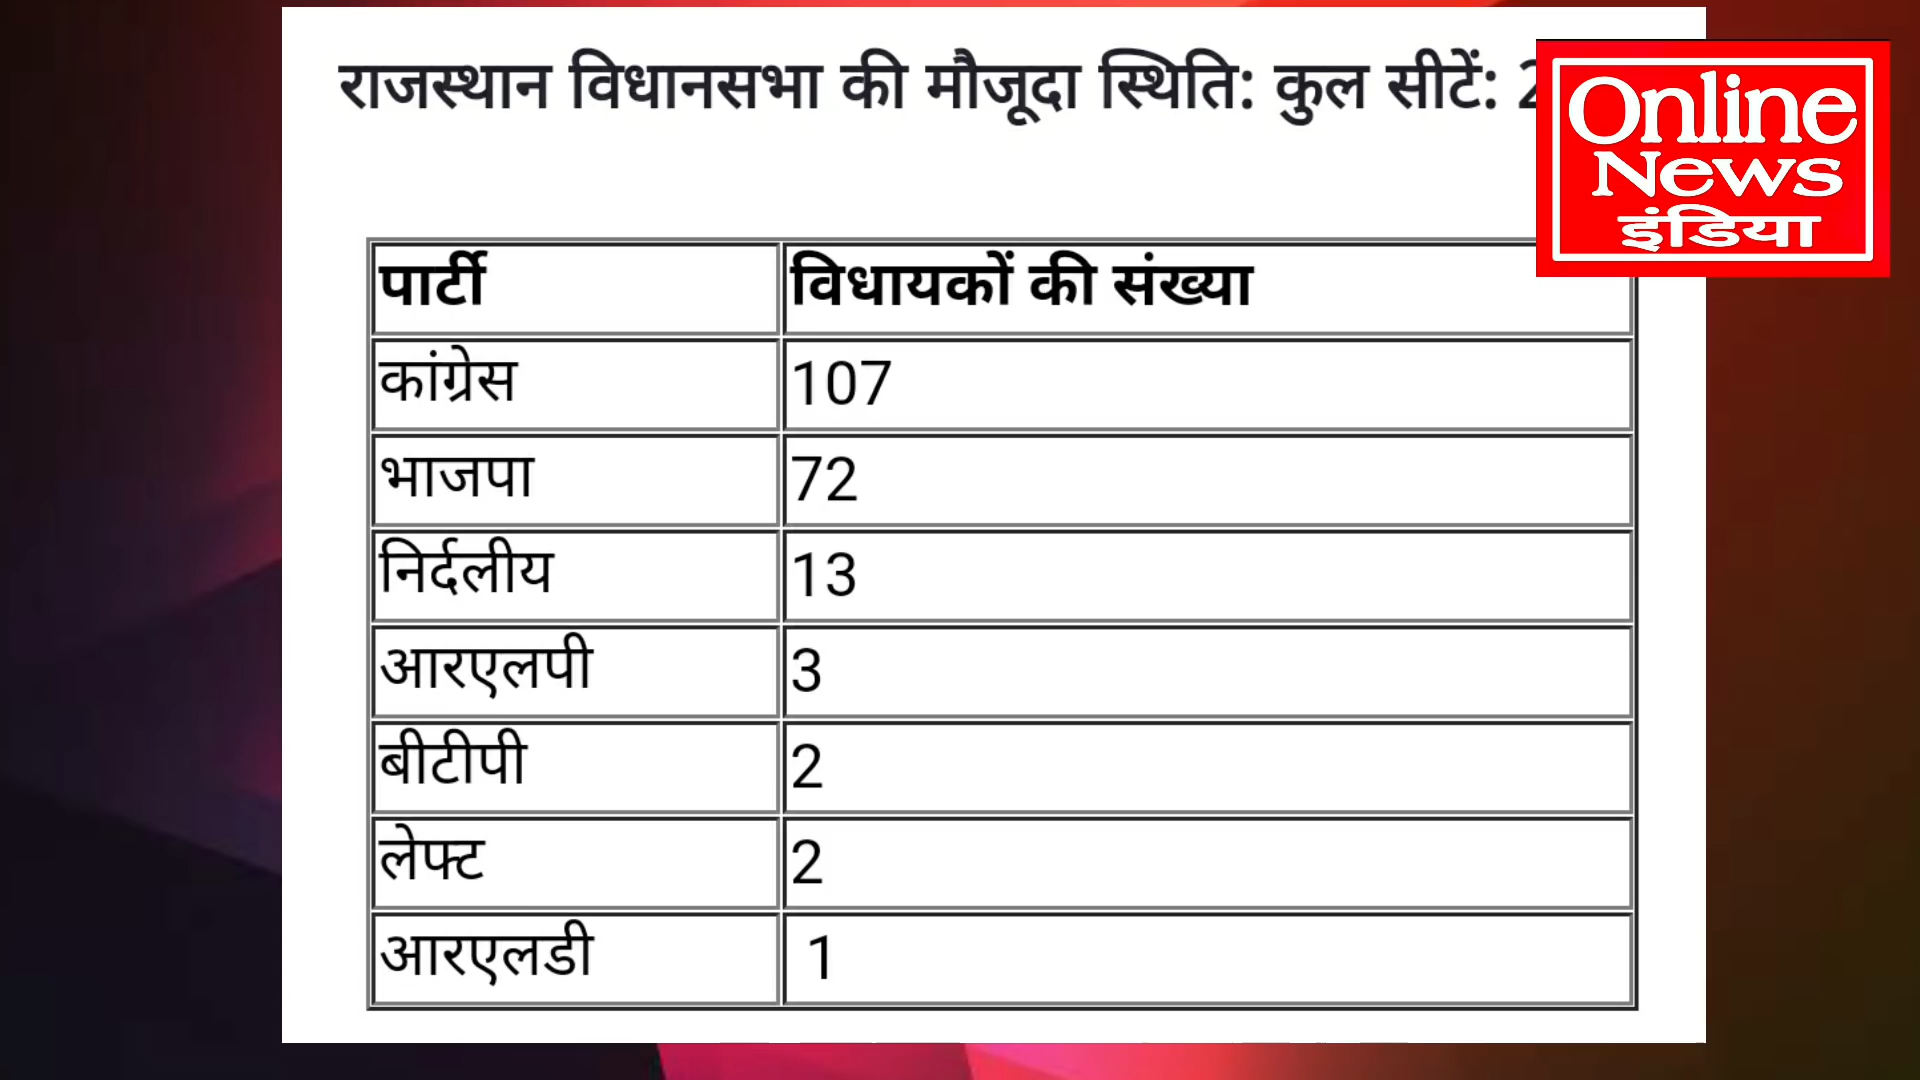 राजस्थान विधानसभा की मौजूदा स्थिति: कुल सीटें:
Online
News
इंडिया
पार्टी विधायकों की संख्या
कांग्रेस 107
भाजपा 72
निर्दलीय 13
आरएलपी 3
बीटीपी 2
लेफ्ट 2
आरएलडी 1